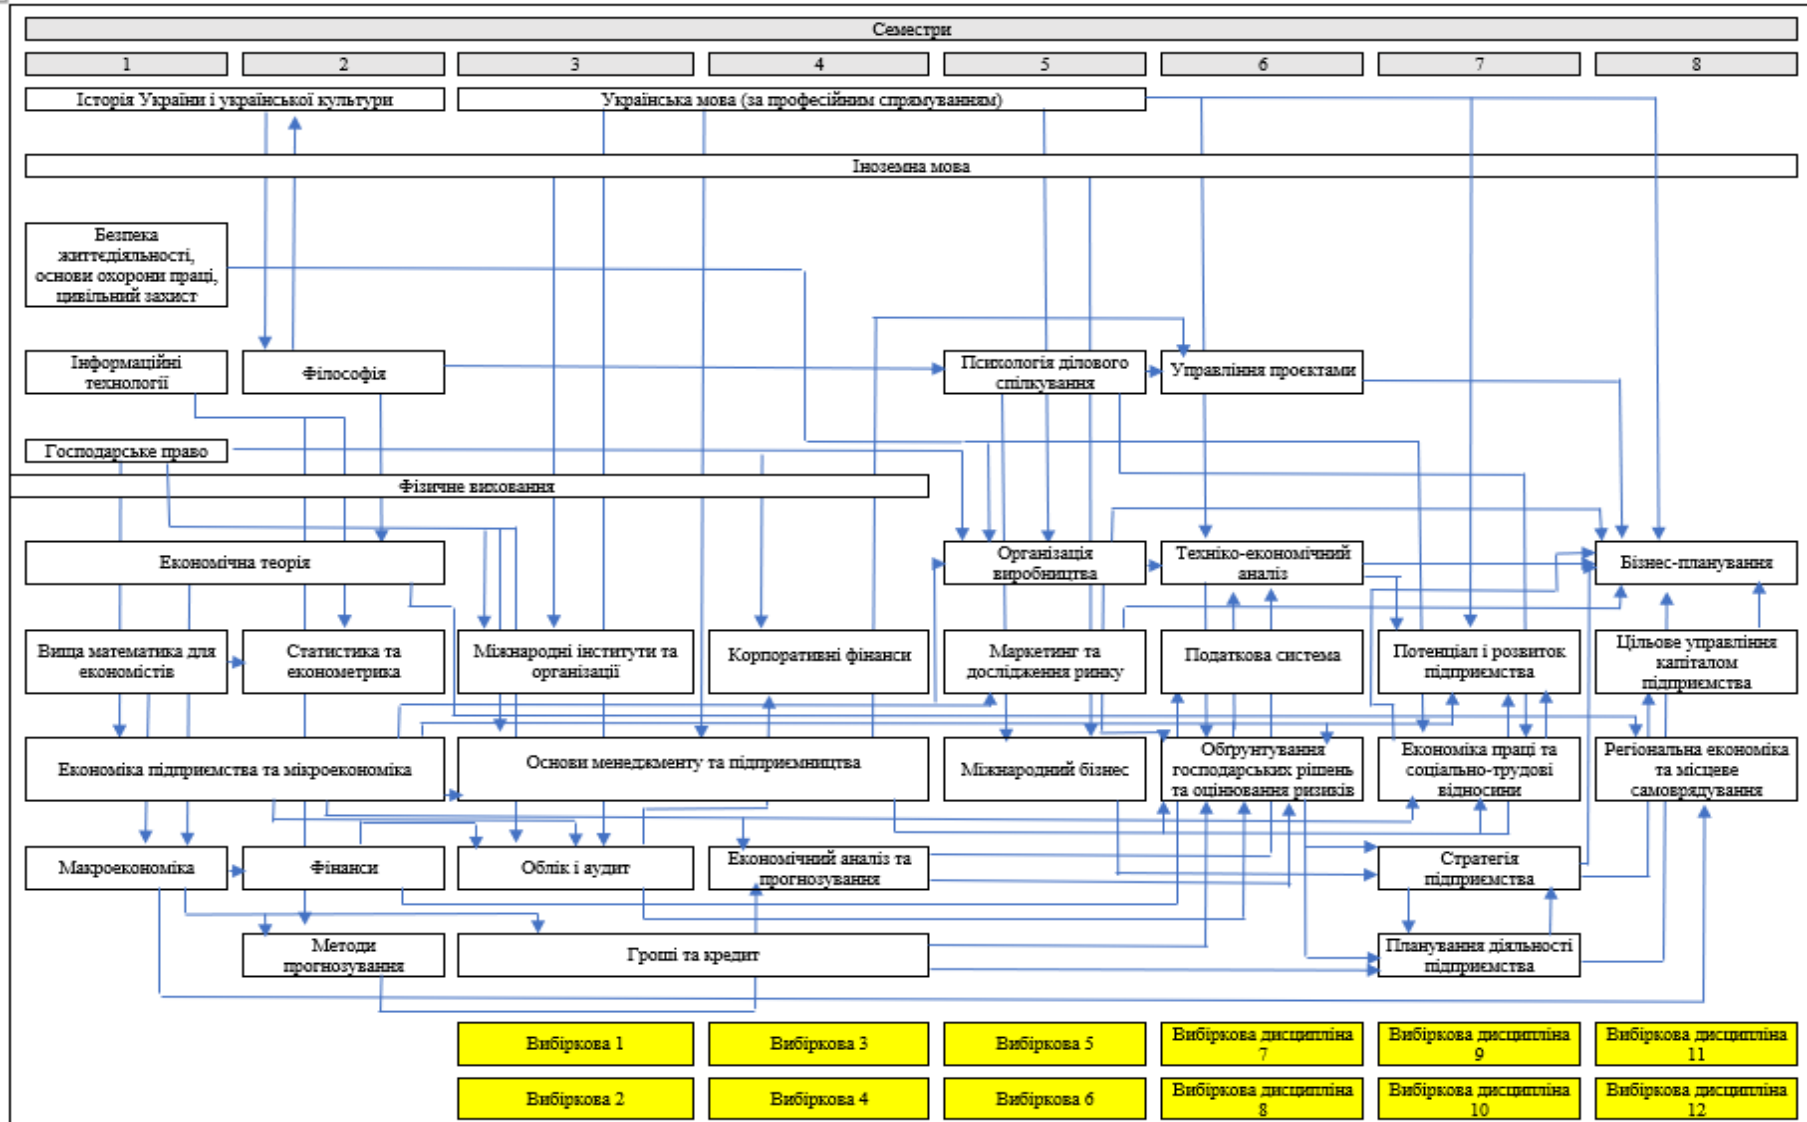 Семестри
1
2
3
4
5
6
7
8
Історія України і української культури
Українська мова (за професійним спрямуванням)
Іноземна мова
Безпека
життєдіяльності,
основи охорони праці,
цивільний захист
Інформаційні
технології
Філософія
Психологія ділового
спілкування
Управління проєктами
Господарське право
Фізичне виховання
Економічна теорія
Організація
виробництва
Техніко-економічний
аналіз
Бізнес-планування
Вища математика для
економістів
Статистика та
економетрика
Міжнародні інститути та
організації
Корпоративні фінанси
Маркетинг та
дослідження ринку
Податкова система
Потенціал і розвиток
підприємства
Цільове управління
капіталом
підприємства
Економіка підприємства та мікроекономіка
Основи менеджменту та підприємництва
Міжнародний бізнес
Обґрунтування
господарських рішень
та оцінювання ризиків
Економіка праці та
соціально-трудові
відносини
Регіональна економіка
та місцеве
самоврядування
Макроекономіка
Фінанси
Облік і аудит
Економічний аналіз та
прогнозування
Стратегія
підприємства
Методи
прогнозування
Гроші та кредит
Планування діяльності
підприємства
Вибіркова 1
Вибіркова 3
Вибіркова 5
Вибіркова дисципліна
7
Вибіркова дисципліна
9
Вибіркова дисципліна
11
Вибіркова 2
Вибіркова 4
Вибіркова 6
Вибіркова дисципліна
8
Вибіркова дисципліна
10
Вибіркова дисципліна
12